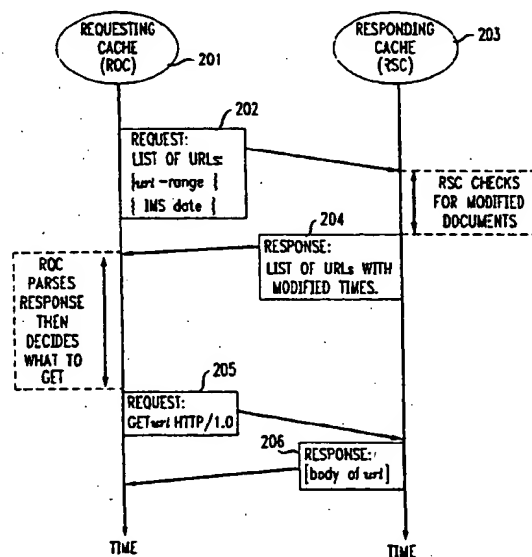 REQUESTING
CACHE
(ROC)
201
RESPONDING
CACHE
(RSC)
203
202
REQUEST:
LIST OF URLs:
{url-range {
{ IMS date {
RSC CHECKS
FOR MODIFIED
DOCUMENTS
204
RESPONSE:
LIST OF URLs WITH
MODIFIED TIMES.
ROC
PARSES
RESPONSE
THEN
DECIDES
WHAT TO
GET
205
REQUEST:
GET url HTTP/1.0
206
RESPONSE:
[body of url]
TIME
TIME